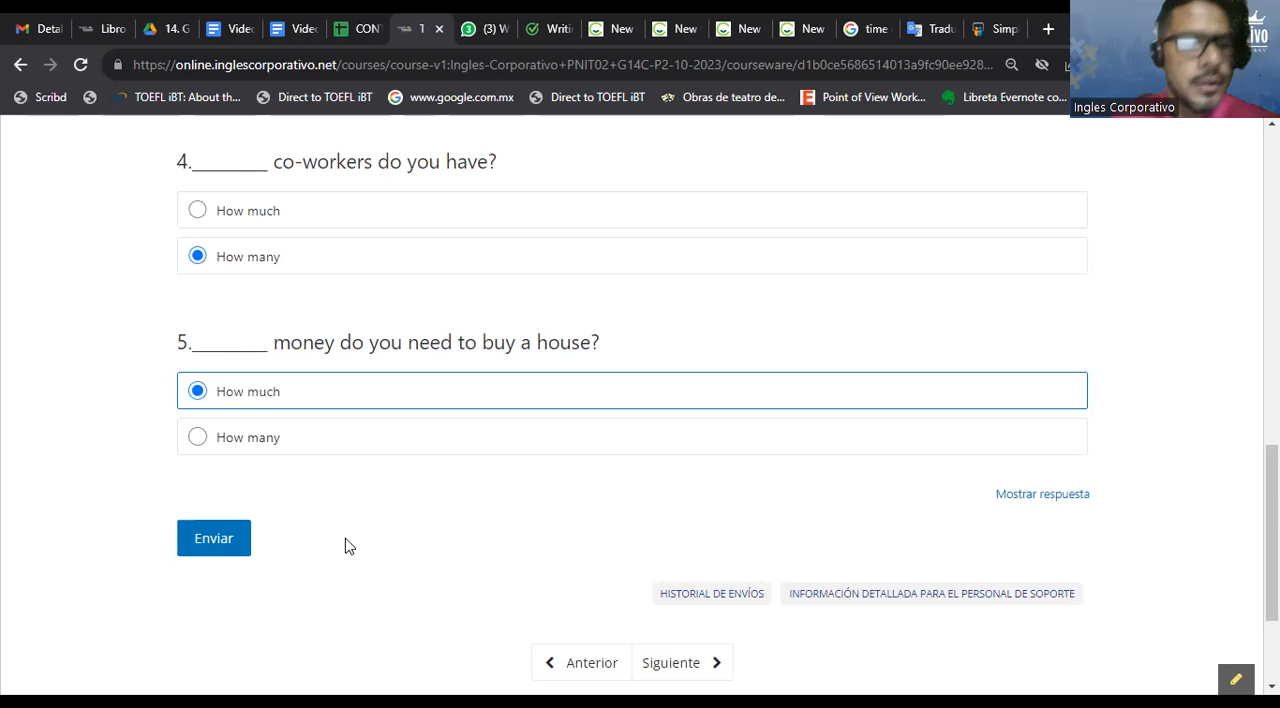 Detal
Libro
14. G
Videc
Videc
CON
T
(3) W
Writi
New
New
New
New
time
Tradu
Simp
https://online.inglescorporativo.net/courses/course-v1:Ingles-Corporativo+PNIT02+G14C-P2-10-2023/courseware/d1b0ce5686514013a9fc90ee928...
Scribd
TOEFL iBT: About th...
Direct to TOEFL iBT
www.google.com.mx
Direct to TOEFL iBT
Obras de teatro de...
Point of View Work...
Libreta Evernote co...
Ingles Corporativo
4.________ co-workers do you have?
How much
How many
5.________ money do you need to buy a house?
How much
How many
Mostrar respuesta
Enviar
HISTORIAL DE ENVÍOS
INFORMACIÓN DETALLADA PARA EL PERSONAL DE SOPORTE
Anterior
Siguiente